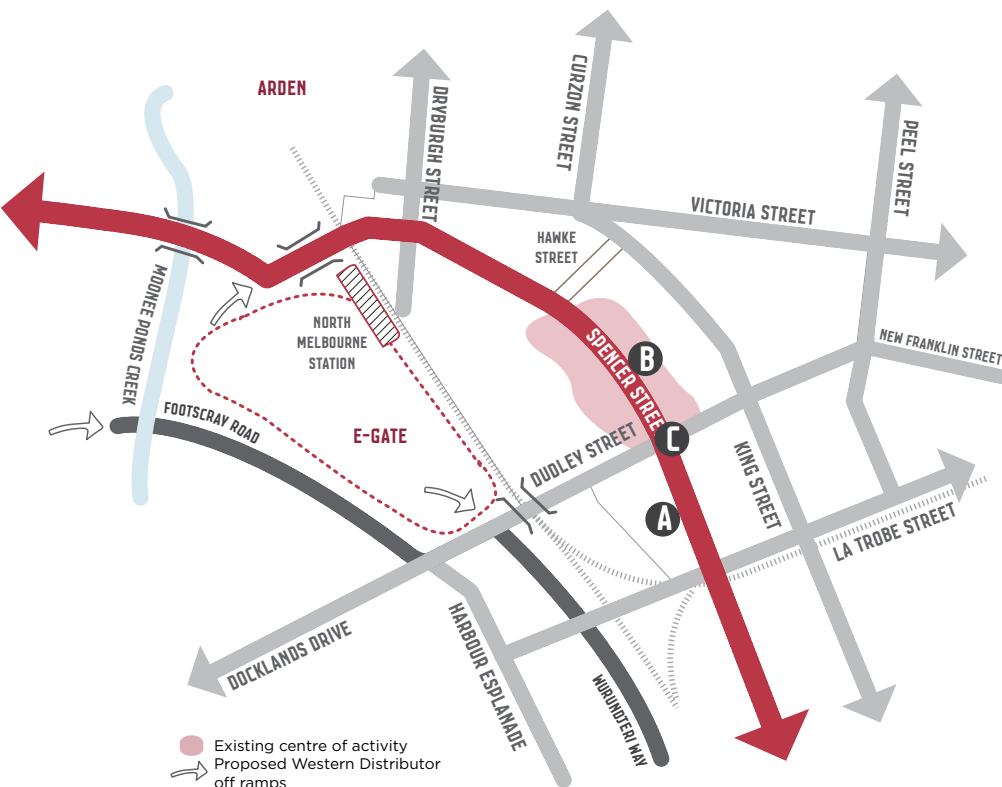 ARDEN
DRYBURGH STREET
CURZON STREET
PEEL STREET
VICTORIA STREET
HAWKE
STREET
MOONEE PONDS CREEK
NORTH
MELBOURNE
STATION
SPENCER STREE
B
NEW FRANKLIN STREET
FOOTSCRAY ROAD
E-GATE
DUDLEY STREET
C
A
KING STREET
LA TROBE STREET
DOCKLANDS DRIVE
HARBOUR ESPLANADE
WURUNDJERI WAY
Existing centre of activity
Proposed Western Distributor
off ramps